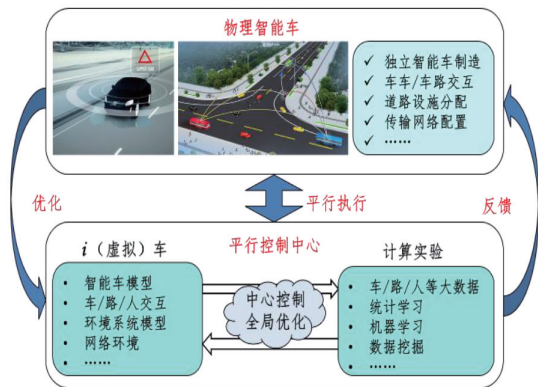 物理智能车
✓ 独立智能车制造
✓ 车车/车路交互
✓ 道路设施分配
✓ 传输网络配置
✓ ……
优化
平行执行
反馈
i（虚拟）车
平行控制中心
计算实验
• 智能车模型
• 车/路/人交互
• 环境系统模型
• 网络环境
• ……
中心控制
全局优化
• 车/路/人等大数据
• 统计学习
• 机器学习
• 数据挖掘
• ……